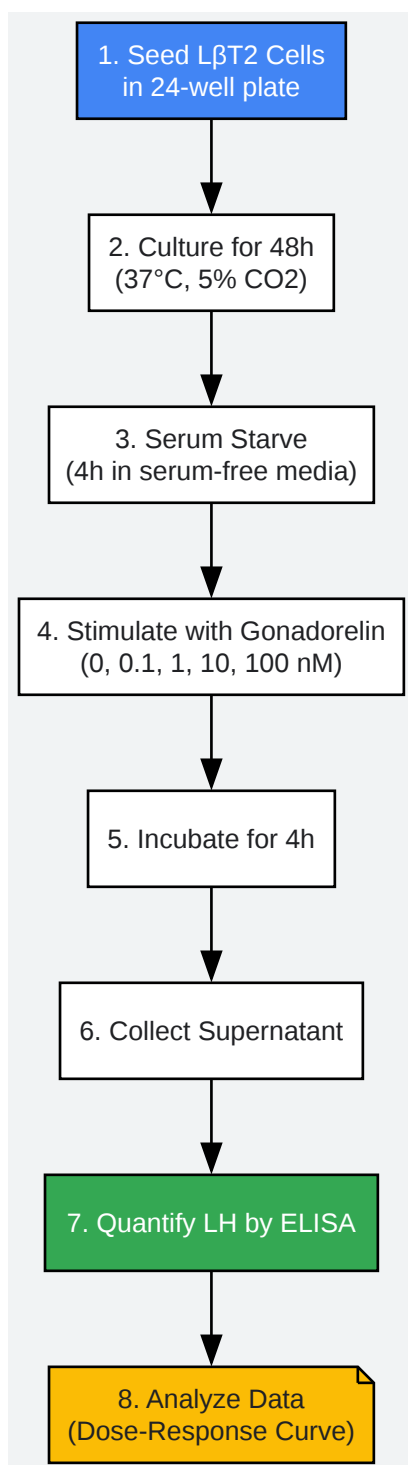 1. Seed LβT2 Cells
in 24-well plate
2. Culture for 48h
(37°C, 5% CO2)
3. Serum Starve
(4h in serum-free media)
4. Stimulate with Gonadorelin
(0, 0.1, 1, 10, 100 nM)
5. Incubate for 4h
6. Collect Supernatant
7. Quantify LH by ELISA
8. Analyze Data
(Dose-Response Curve)